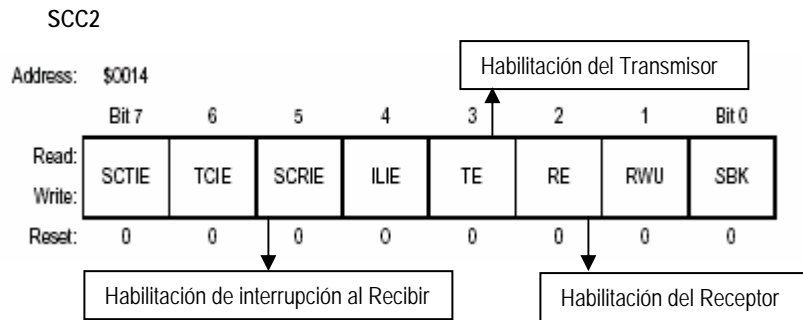 SCC2
Habilitación del Transmisor
Address: $0014
Bit 7 6 5 4 3 2 1 Bit 0
Read:
SCTIE TCIE SCRIE ILIE TE RE RWU SBK
Write:
Reset: 0 0 0 0 0 0 0 0
Habilitación de interrupción al Recibir Habilitación del Receptor